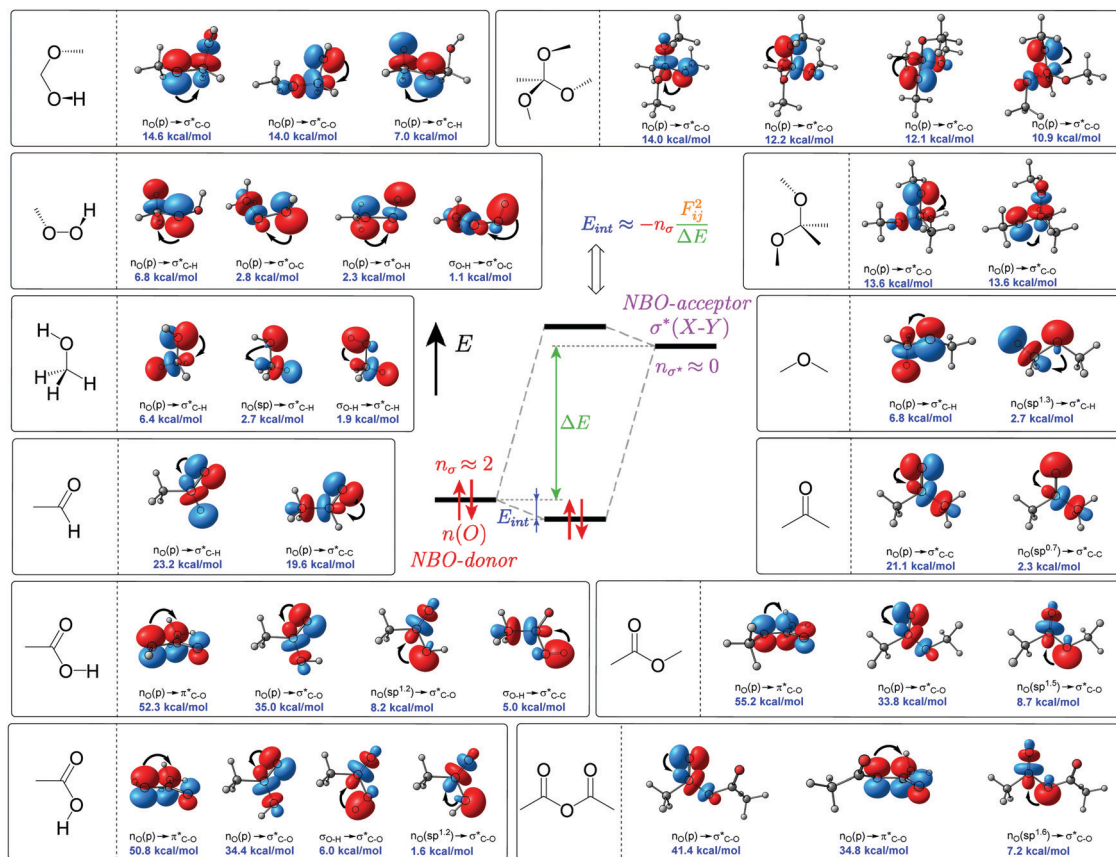 O
O H
n_O(p)→σ*_C-O n_O(p)→σ*_C-O n_O(p)→σ*_C-H
14.6 kcal/mol 14.0 kcal/mol 7.0 kcal/mol
O
O O
O
n_O(p)→σ*_C-O n_O(p)→σ*_C-O n_O(p)→σ*_C-O n_O(p)→σ*_C-O
14.0 kcal/mol 12.2 kcal/mol 12.1 kcal/mol 10.9 kcal/mol
H
O O
n_O(p)→σ*_C-H n_O(p)→σ*_O-C n_O(p)→σ*_O-H σ_O-H→σ*_O-C
6.8 kcal/mol 2.8 kcal/mol 2.3 kcal/mol 1.1 kcal/mol
E_int ≈ -n_σ F²_ij / ΔE
O
O
n_O(p)→σ*_C-O n_O(p)→σ*_C-O
13.6 kcal/mol 13.6 kcal/mol
HO
H H
H
n_O(p)→σ*_C-H n_O(sp)→σ*_C-H σ_O-H→σ*_C-H
6.4 kcal/mol 2.7 kcal/mol 1.9 kcal/mol
E
NBO-acceptor
σ*(X-Y)
n_σ* ≈ 0
ΔE
n_σ ≈ 2
E_int
n(O)
NBO-donor
O
n_O(p)→σ*_C-H n_O(sp^1.3)→σ*_C-H
6.8 kcal/mol 2.7 kcal/mol
O
H
n_O(p)→σ*_C-H n_O(p)→σ*_C-C
23.2 kcal/mol 19.6 kcal/mol
O
n_O(p)→σ*_C-C n_O(sp^0.7)→σ*_C-C
21.1 kcal/mol 2.3 kcal/mol
O
O H
n_O(p)→π*_C-O n_O(p)→σ*_C-O n_O(sp^1.2)→σ*_C-O σ_O-H→σ*_C-C
52.3 kcal/mol 35.0 kcal/mol 8.2 kcal/mol 5.0 kcal/mol
O
O
n_O(p)→π*_C-O n_O(p)→σ*_C-O n_O(sp^1.5)→σ*_C-O
55.2 kcal/mol 33.8 kcal/mol 8.7 kcal/mol
O
O
H
n_O(p)→π*_C-O n_O(p)→σ*_C-O σ_O-H→σ*_C-O n_O(sp^1.2)→σ*_C-O
50.8 kcal/mol 34.4 kcal/mol 6.0 kcal/mol 1.6 kcal/mol
O O
O
n_O(p)→σ*_C-O n_O(p)→π*_C-O n_O(sp^1.6)→σ*_C-O
41.4 kcal/mol 34.8 kcal/mol 7.2 kcal/mol